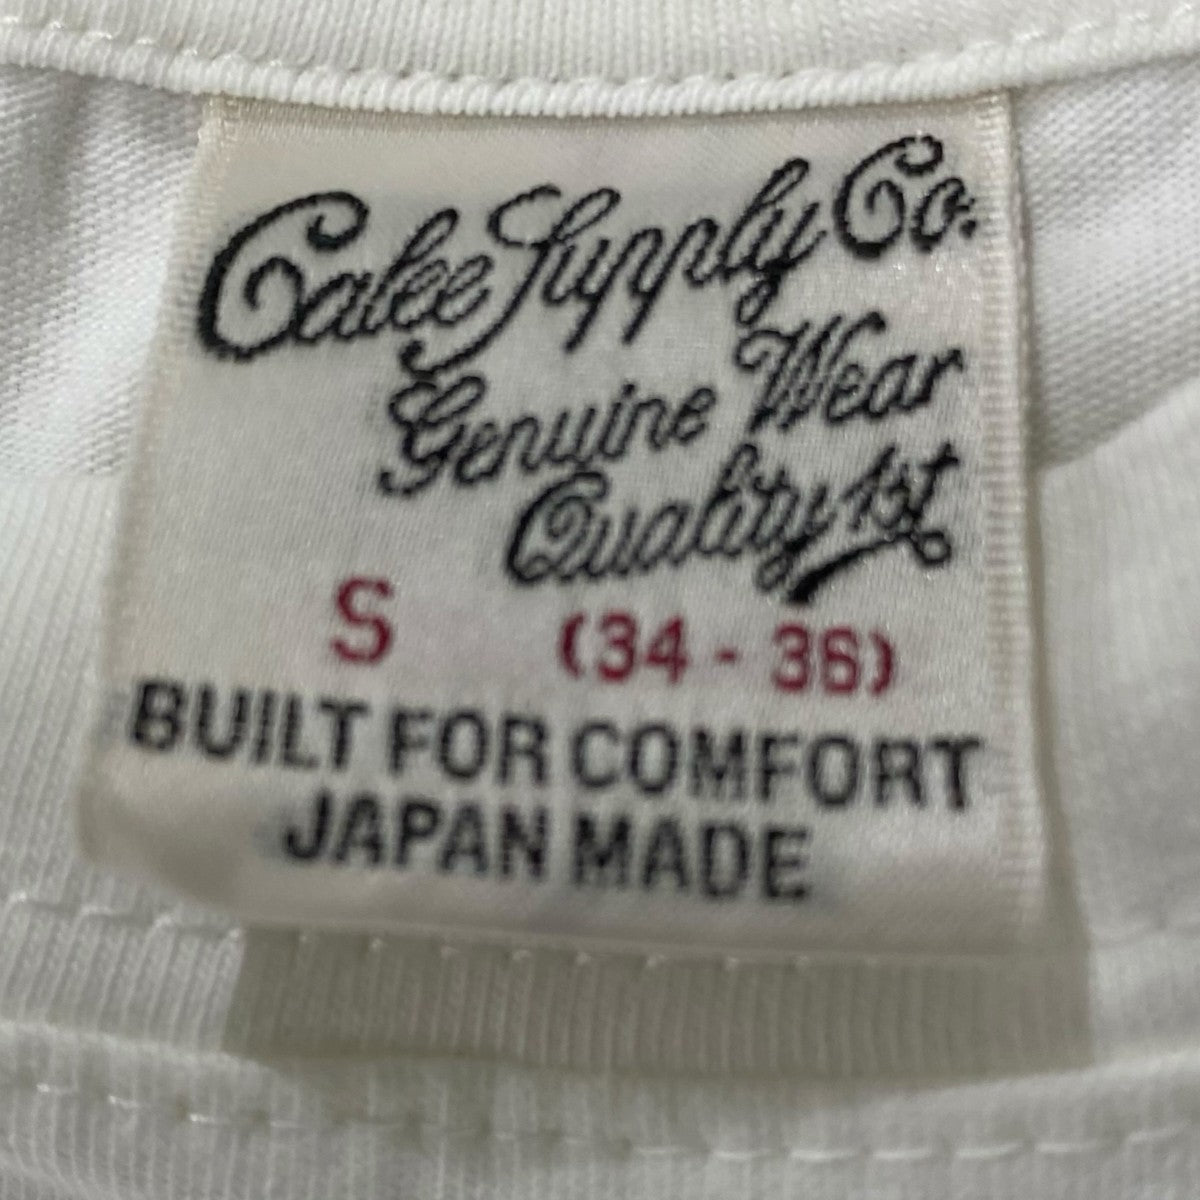 Calee Supply Co.
Genuine Wear
Quality 1st
S (34 - 36)
BUILT FOR COMFORT
JAPAN MADE